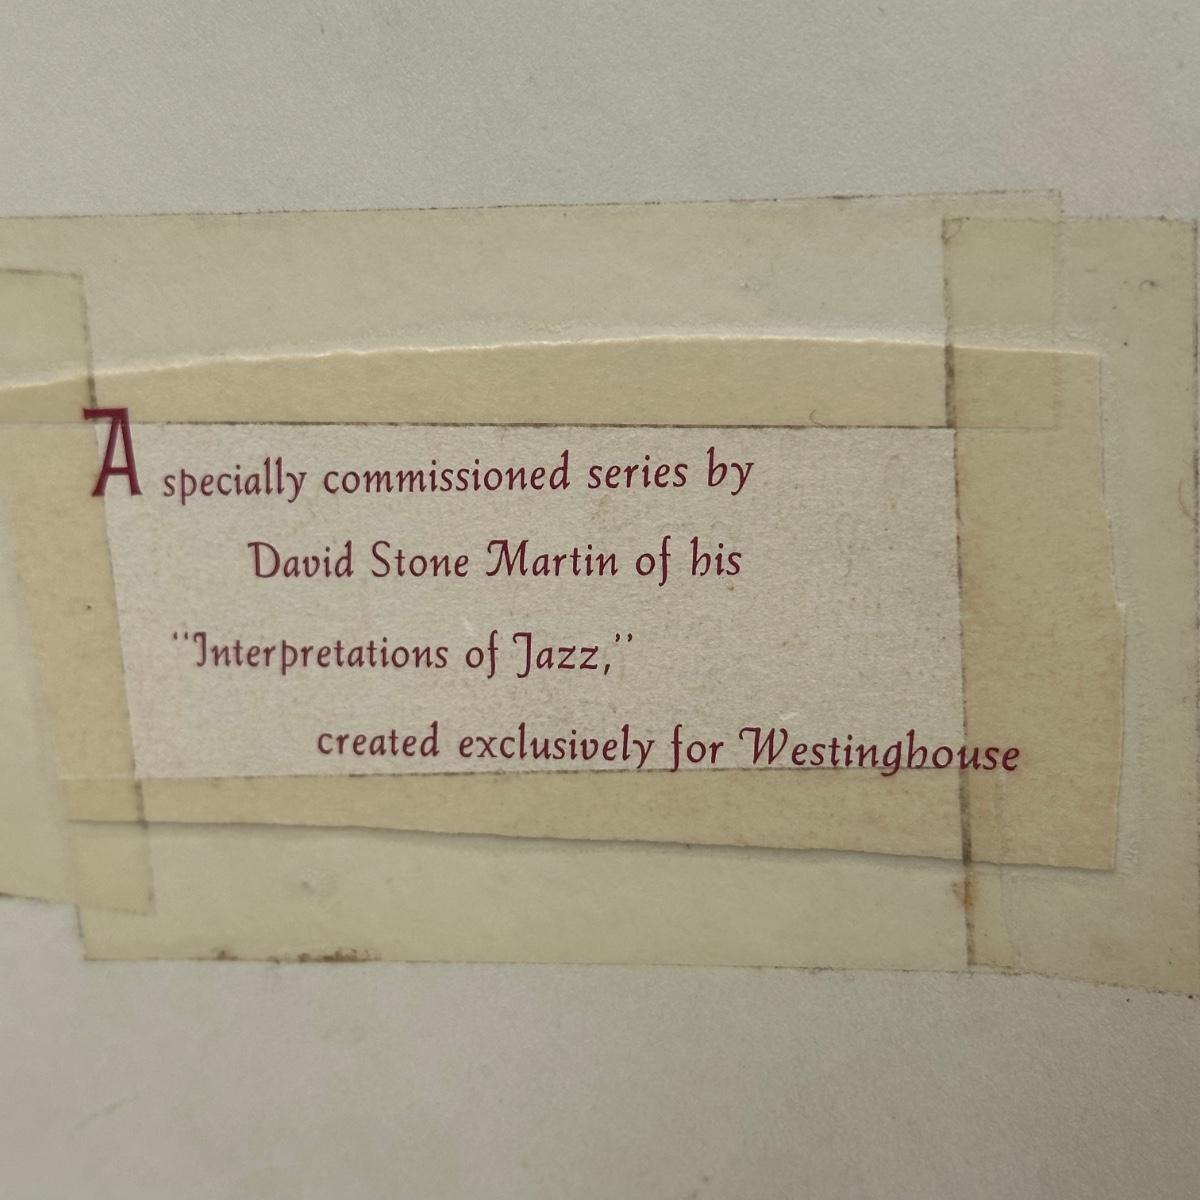 A specially commissioned series by
David Stone Martin of his
“Interpretations of Jazz,”
created exclusively for Westinghouse